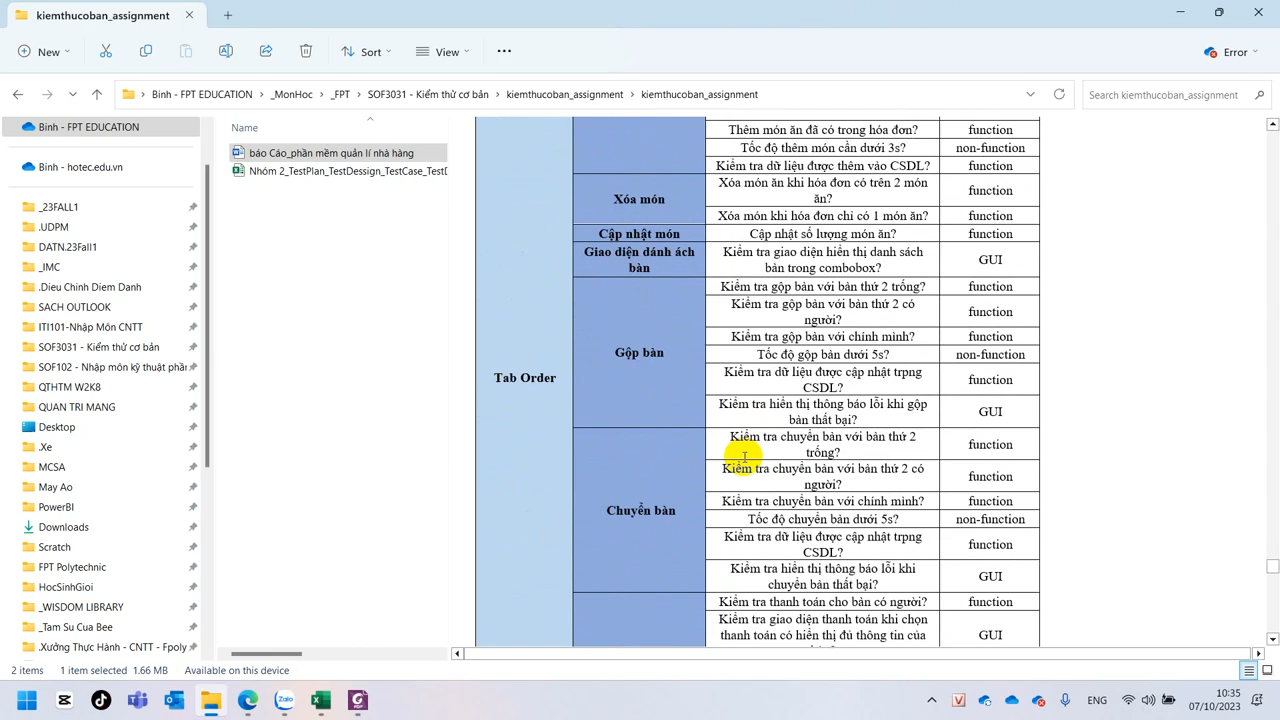 kiemthucoban_assignment
New
Sort
View
Error
Binh - FPT EDUCATION
_MonHoc
_FPT
SOF3031 - Kiểm thử cơ bản
kiemthucoban_assignment
kiemthucoban_assignment
Search kiemthucoban_assignment
Binh - FPT EDUCATION
Binh - hotec.edu.vn
_23FALL1
.UDPM
DATN.23Fall1
_IMC
.Dieu Chinh Diem Danh
SACH OUTLOOK
ITI101-Nhập Môn CNTT
SOF3031 - Kiểm thử cơ bản
SOF102 - Nhập môn kỹ thuật phần
QTHTM W2K8
QUAN TRI MANG
Desktop
.Xe
MCSA
May Ao
PowerBI
Downloads
Scratch
FPT Polytechnic
HocSinhGioi
_WISDOM LIBRARY
_Tam Su Cua Bee
.Xưởng Thực Hành - CNTT - Fpoly
Name
báo Cáo_phần mềm quản lí nhà hàng
Nhóm 2_TestPlan_TestDessign_TestCase_TestD
Tab Order
Thêm món ăn đã có trong hóa đơn?
function
Tốc độ thêm món cần dưới 3s?
non-function
Kiểm tra dữ liệu được thêm vào CSDL?
function
Xóa món
Xóa món ăn khi hóa đơn có trên 2 món
ăn?
function
Xóa món khi hóa đơn chỉ có 1 món ăn?
function
Cập nhật món
Cập nhật số lượng món ăn?
function
Giao diện dánh ách
bàn
Kiểm tra giao diện hiển thị danh sách
bàn trong combobox?
GUI
Gộp bàn
Kiểm tra gộp bàn với bàn thứ 2 trống?
function
Kiểm tra gộp bàn với bàn thứ 2 có
người?
function
Kiểm tra gộp bàn với chính mình?
function
Tốc độ gộp bàn dưới 5s?
non-function
Kiểm tra dữ liệu được cập nhật trpng
CSDL?
function
Kiểm tra hiển thị thông báo lỗi khi gộp
bàn thất bại?
GUI
Chuyển bàn
Kiểm tra chuyển bàn với bàn thứ 2
trống?
function
Kiểm tra chuyển bàn với bàn thứ 2 có
người?
function
Kiểm tra chuyển bàn với chính mình?
function
Tốc độ chuyển bàn dưới 5s?
non-function
Kiểm tra dữ liệu được cập nhật trpng
CSDL?
function
Kiểm tra hiển thị thông báo lỗi khi
chuyển bàn thất bại?
GUI
Kiểm tra thanh toán cho bàn có người?
function
Kiểm tra giao diện thanh toán khi chọn
thanh toán có hiển thị đủ thông tin của
GUI
2 items
1 item selected 1.66 MB
Available on this device
ENG
10:35
07/10/2023